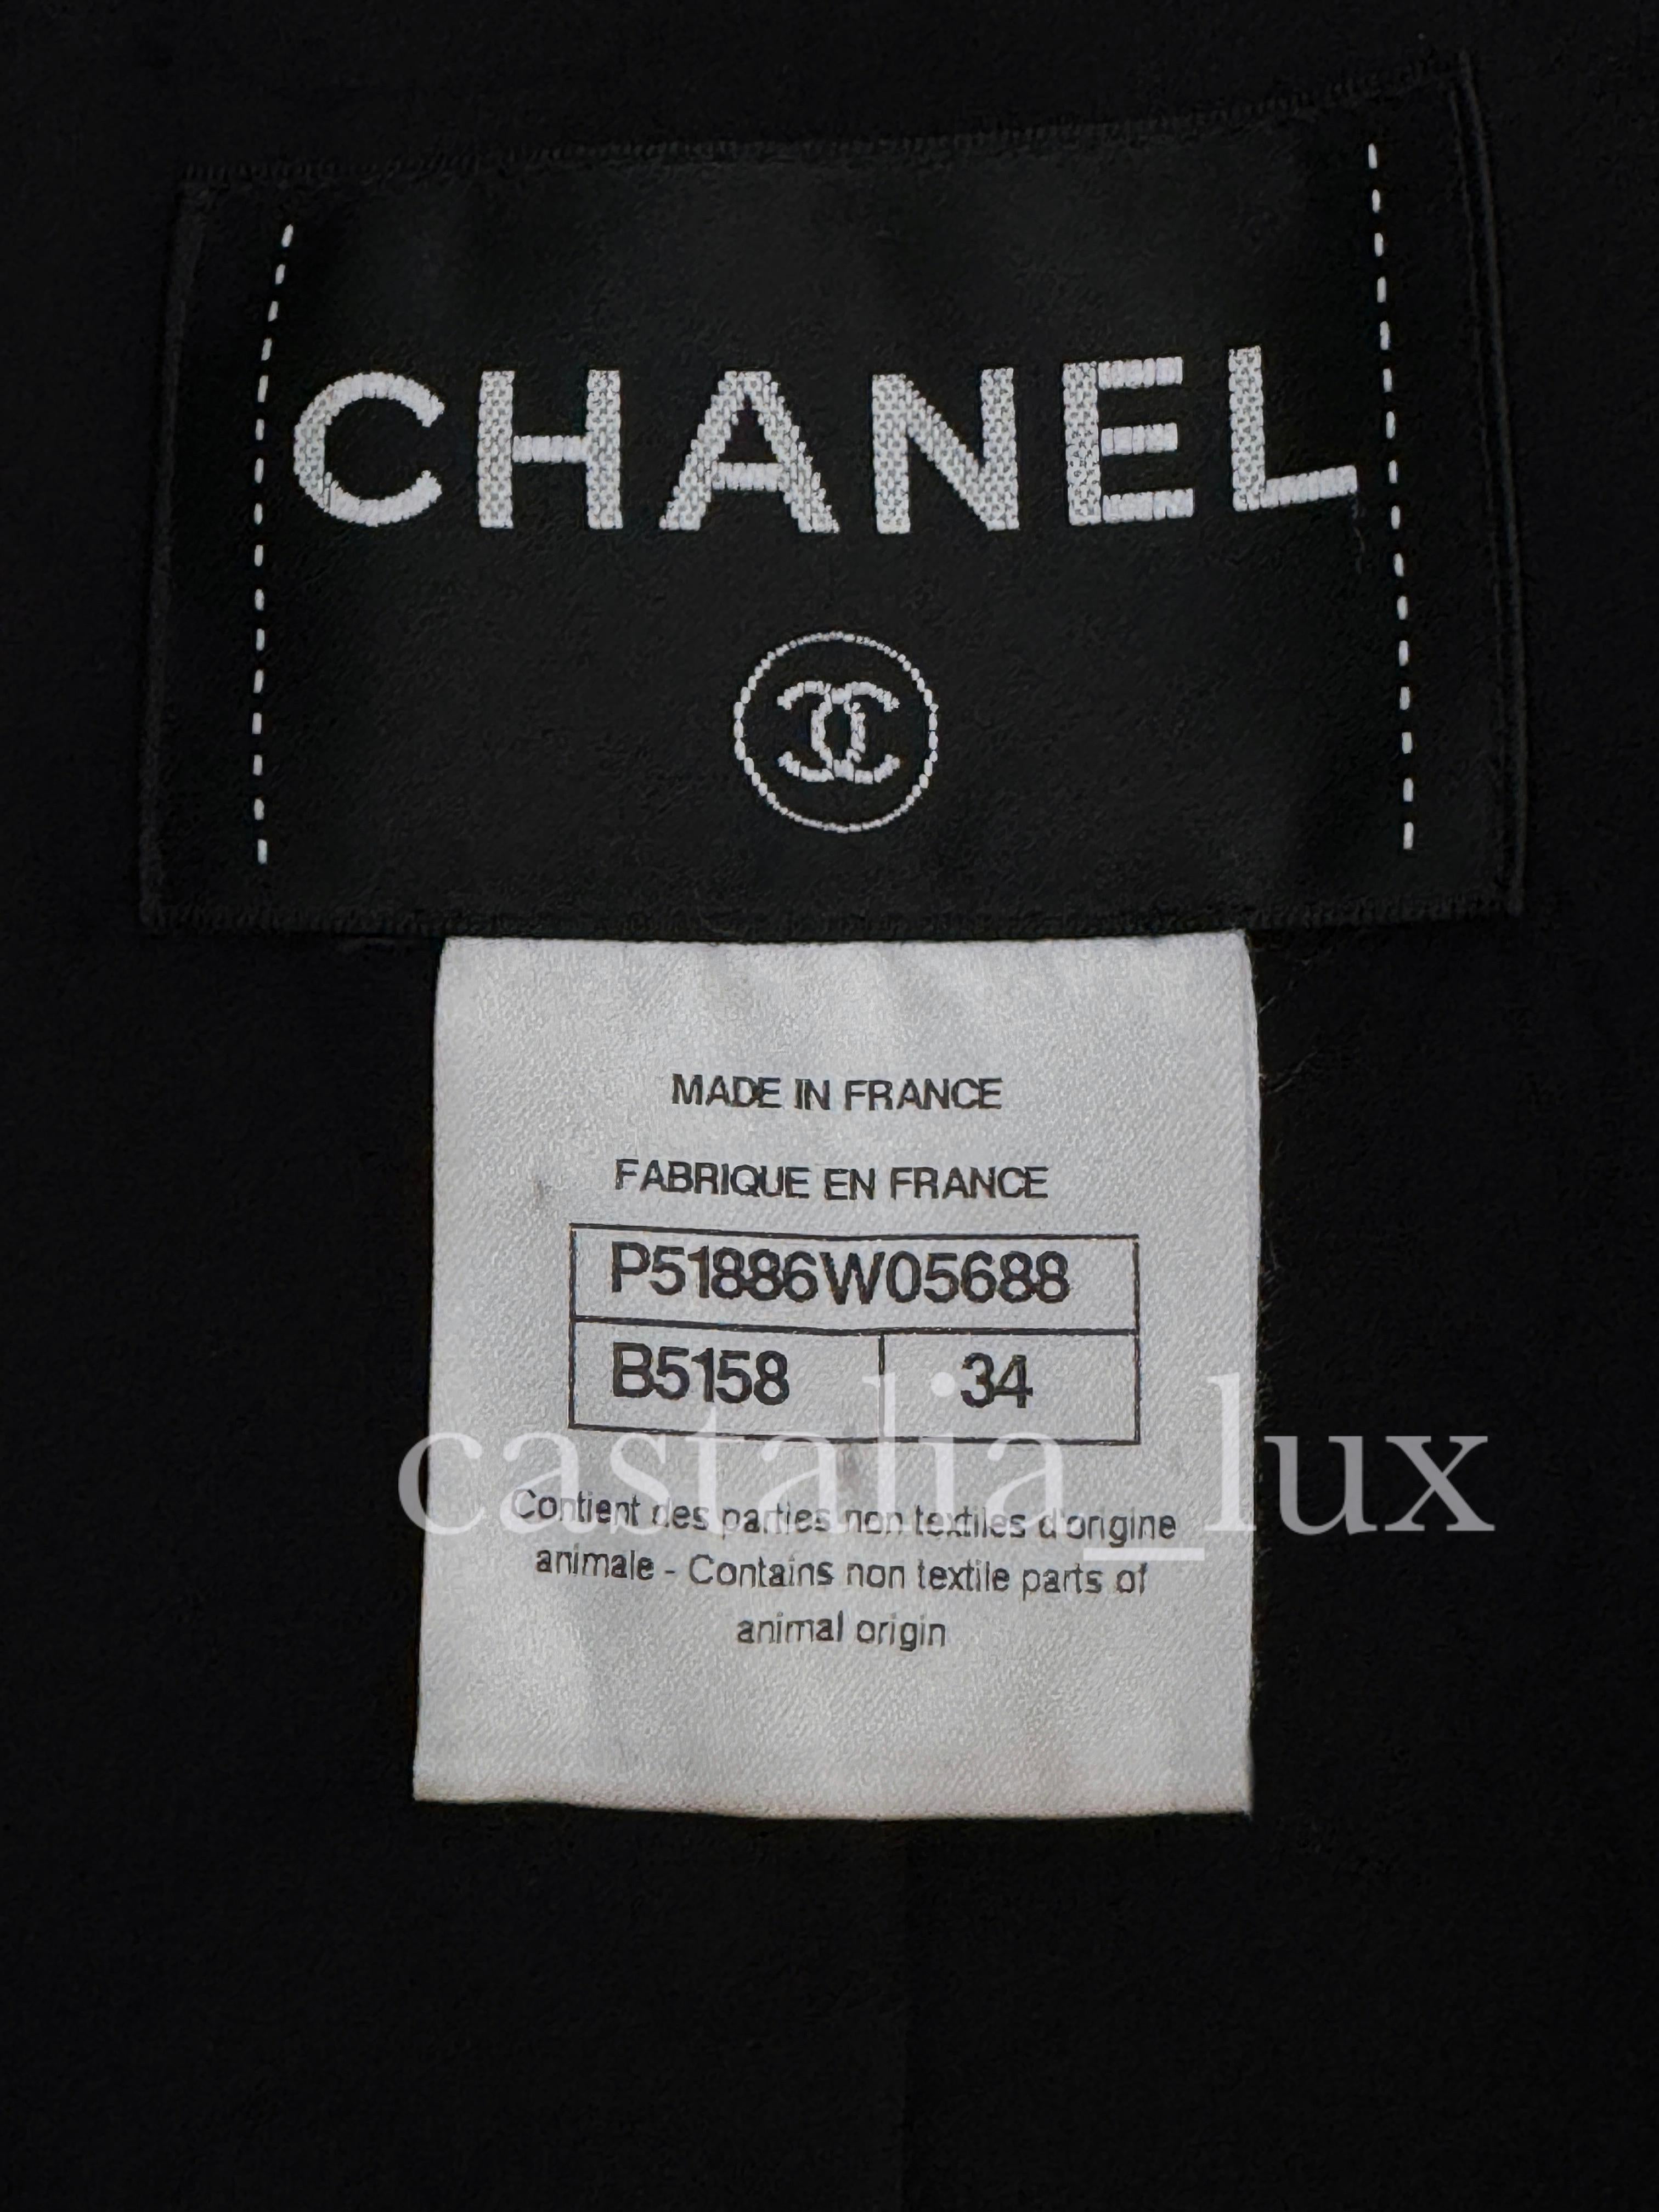 CHANEL
MADE IN FRANCE
FABRIQUE EN FRANCE
P51886W05688
B5158 34
castalia_lux
Contient des parties non textiles d'origine
animale - Contains non textile parts of
animal origin